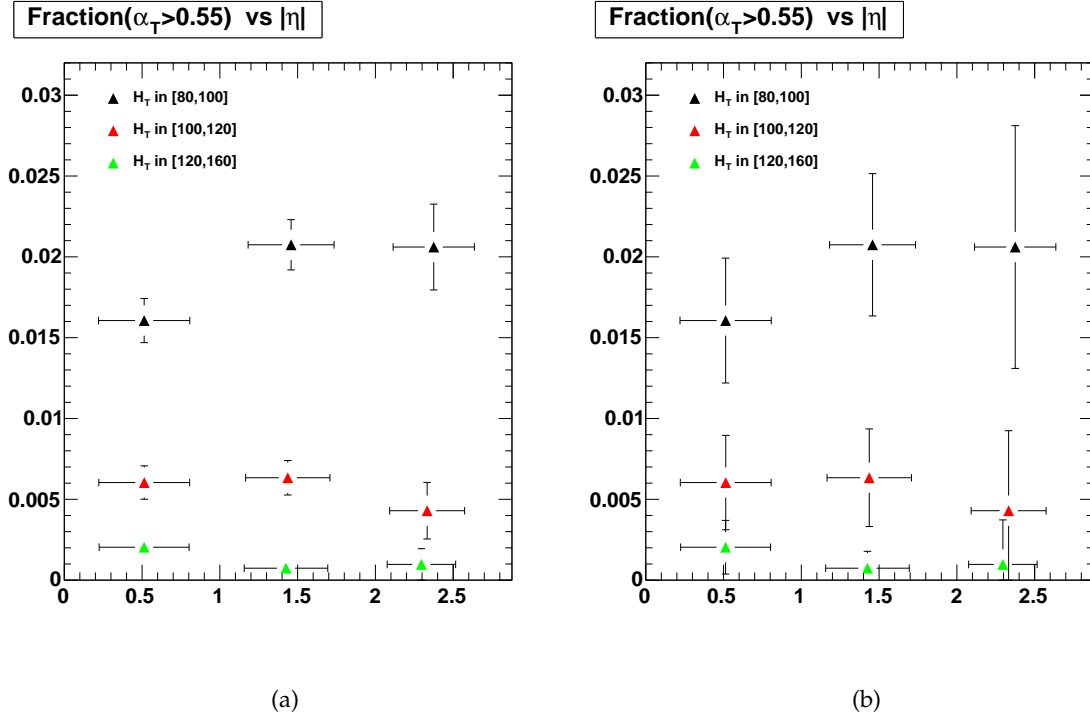 Fraction(α_T>0.55) vs |η|
0.03
0.025
0.02
0.015
0.01
0.005
0
H_T in [80,100]
H_T in [100,120]
H_T in [120,160]
0 0.5 1 1.5 2 2.5
(a)
Fraction(α_T>0.55) vs |η|
0.03
0.025
0.02
0.015
0.01
0.005
0
H_T in [80,100]
H_T in [100,120]
H_T in [120,160]
0 0.5 1 1.5 2 2.5
(b)